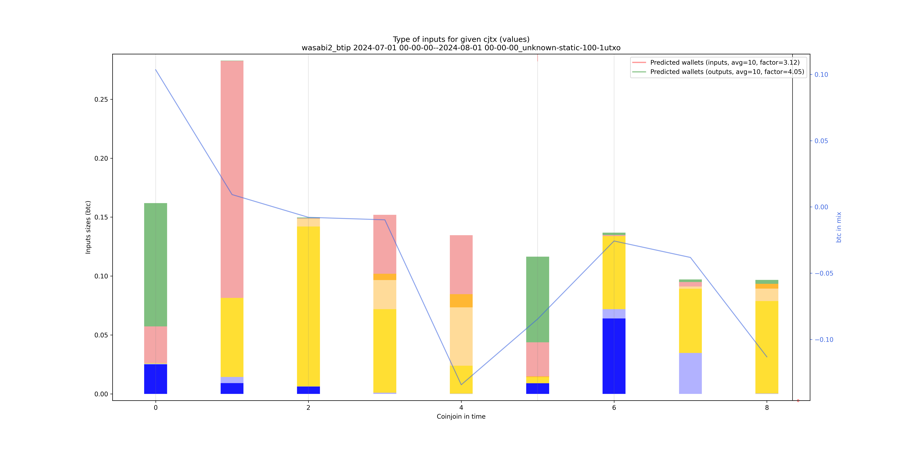 Type of inputs for given cjtx (values)
wasabi2_btip 2024-07-01 00-00-00--2024-08-01 00-00-00_unknown-static-100-1utxo
Predicted wallets (inputs, avg=10, factor=3.12)
Predicted wallets (outputs, avg=10, factor=4.05)
Inputs sizes (btc)
0.25
0.20
0.15
0.10
0.05
0.00
0.10
0.05
0.00
−0.05
−0.10
btc in mix
0 2 4 6 8
Coinjoin in time